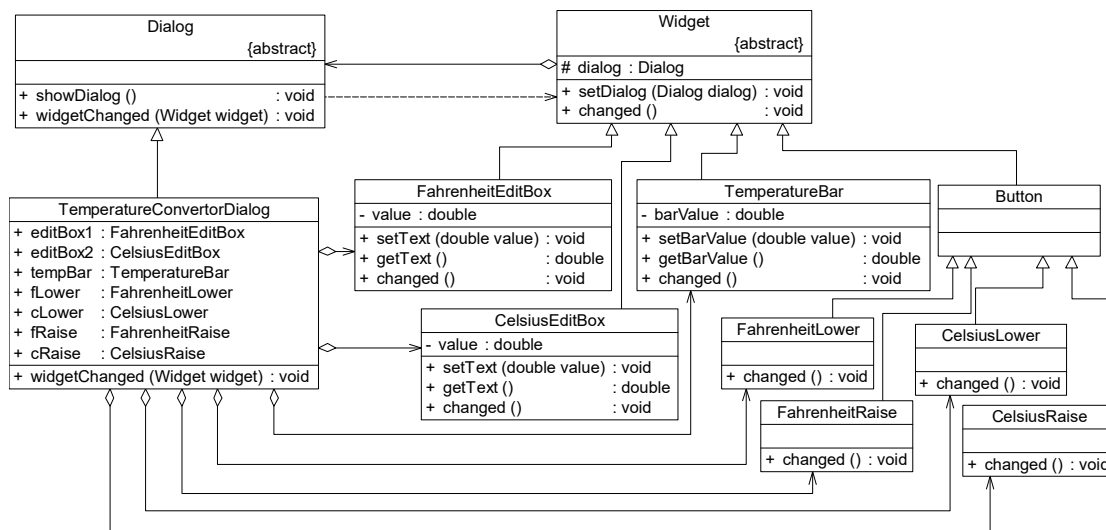 Dialog
{abstract}
+ showDialog () : void
+ widgetChanged (Widget widget) : void
Widget
{abstract}
# dialog : Dialog
+ setDialog (Dialog dialog) : void
+ changed () : void
TemperatureConvertorDialog
+ editBox1 : FahrenheitEditBox
+ editBox2 : CelsiusEditBox
+ tempBar : TemperatureBar
+ fLower : FahrenheitLower
+ cLower : CelsiusLower
+ fRaise : FahrenheitRaise
+ cRaise : CelsiusRaise
+ widgetChanged (Widget widget) : void
FahrenheitEditBox
- value : double
+ setText (double value) : void
+ getText () : double
+ changed () : void
TemperatureBar
- barValue : double
+ setBarValue (double value) : void
+ getBarValue () : double
+ changed () : void
Button
CelsiusEditBox
- value : double
+ setText (double value) : void
+ getText () : double
+ changed () : void
FahrenheitLower
+ changed () : void
CelsiusLower
+ changed () : void
FahrenheitRaise
+ changed () : void
CelsiusRaise
+ changed () : void